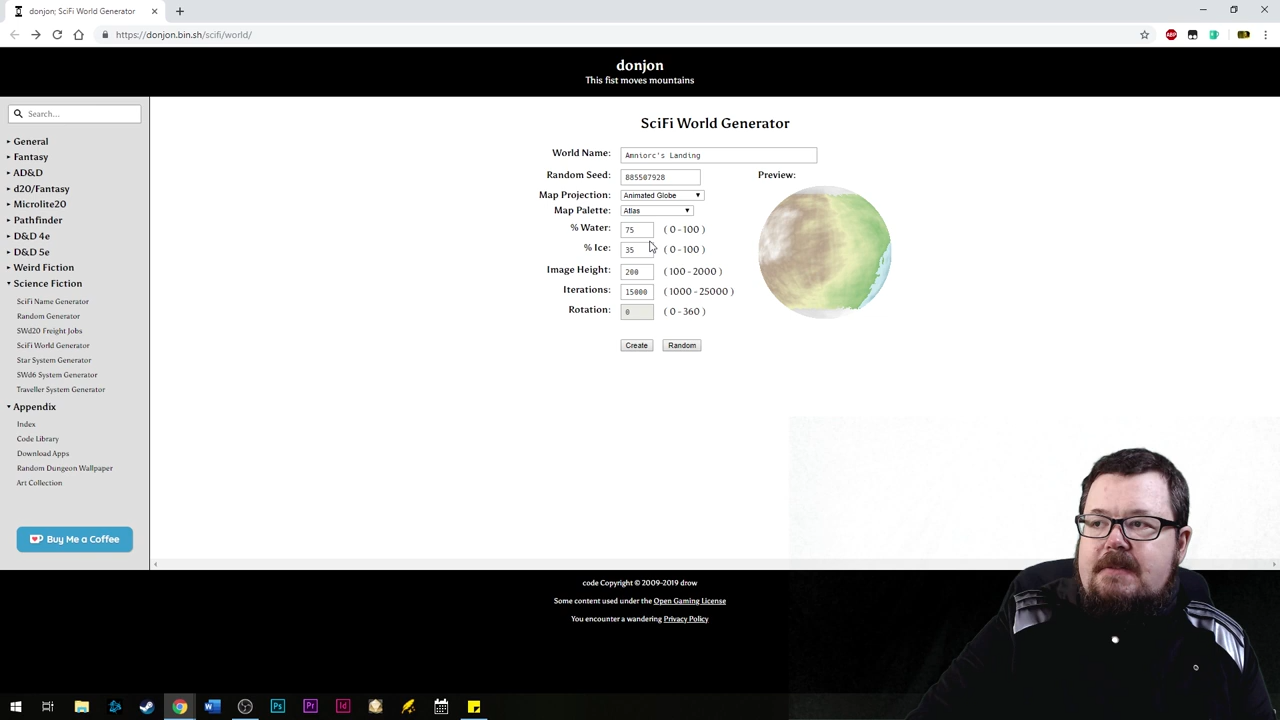 donjon; SciFi World Generator
https://donjon.bin.sh/scifi/world/
ABP
donjon
This fist moves mountains
Search...
General
Fantasy
AD&D
d20/Fantasy
Microlite20
Pathfinder
D&D 4e
D&D 5e
Weird Fiction
Science Fiction
SciFi Name Generator
Random Generator
SWd20 Freight Jobs
SciFi World Generator
Star System Generator
SWd6 System Generator
Traveller System Generator
Appendix
Index
Code Library
Download Apps
Random Dungeon Wallpaper
Art Collection
Buy Me a Coffee
SciFi World Generator
World Name: Amniorc's Landing
Random Seed: 885507928
Preview:
Map Projection: Animated Globe
Map Palette: Atlas
% Water: 75 ( 0 - 100 )
% Ice: 35 ( 0 - 100 )
Image Height: 200 ( 100 - 2000 )
Iterations: 15000 ( 1000 - 25000 )
Rotation: 0 ( 0 - 360 )
Create Random
code Copyright © 2009-2019 drow
Some content used under the Open Gaming License
You encounter a wandering Privacy Policy
W Ps Pr Id